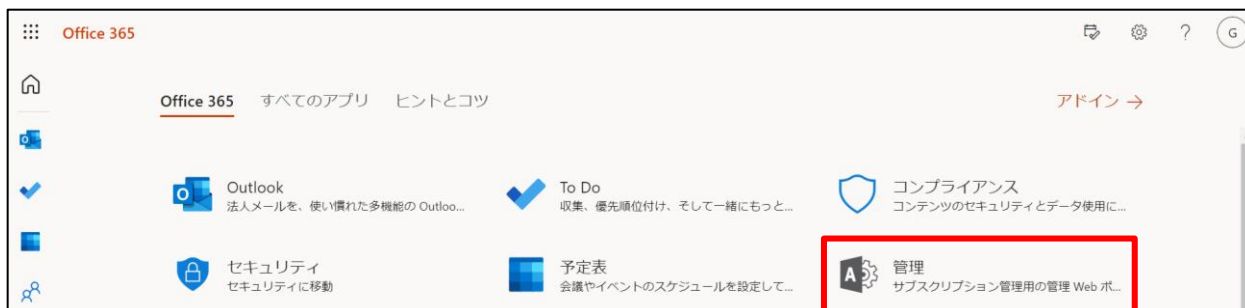 Office 365
?
G
Office 365 すべてのアプリ ヒントとコツ アドイン →
Outlook
法人メールを、使い慣れた多機能の Outloo...
To Do
収集、優先順位付け、そして一緒にもっと...
コンプライアンス
コンテンツのセキュリティとデータ使用に...
セキュリティ
セキュリティに移動
予定表
会議やイベントのスケジュールを設定して...
管理
サブスクリプション管理用の管理 Web ポ...